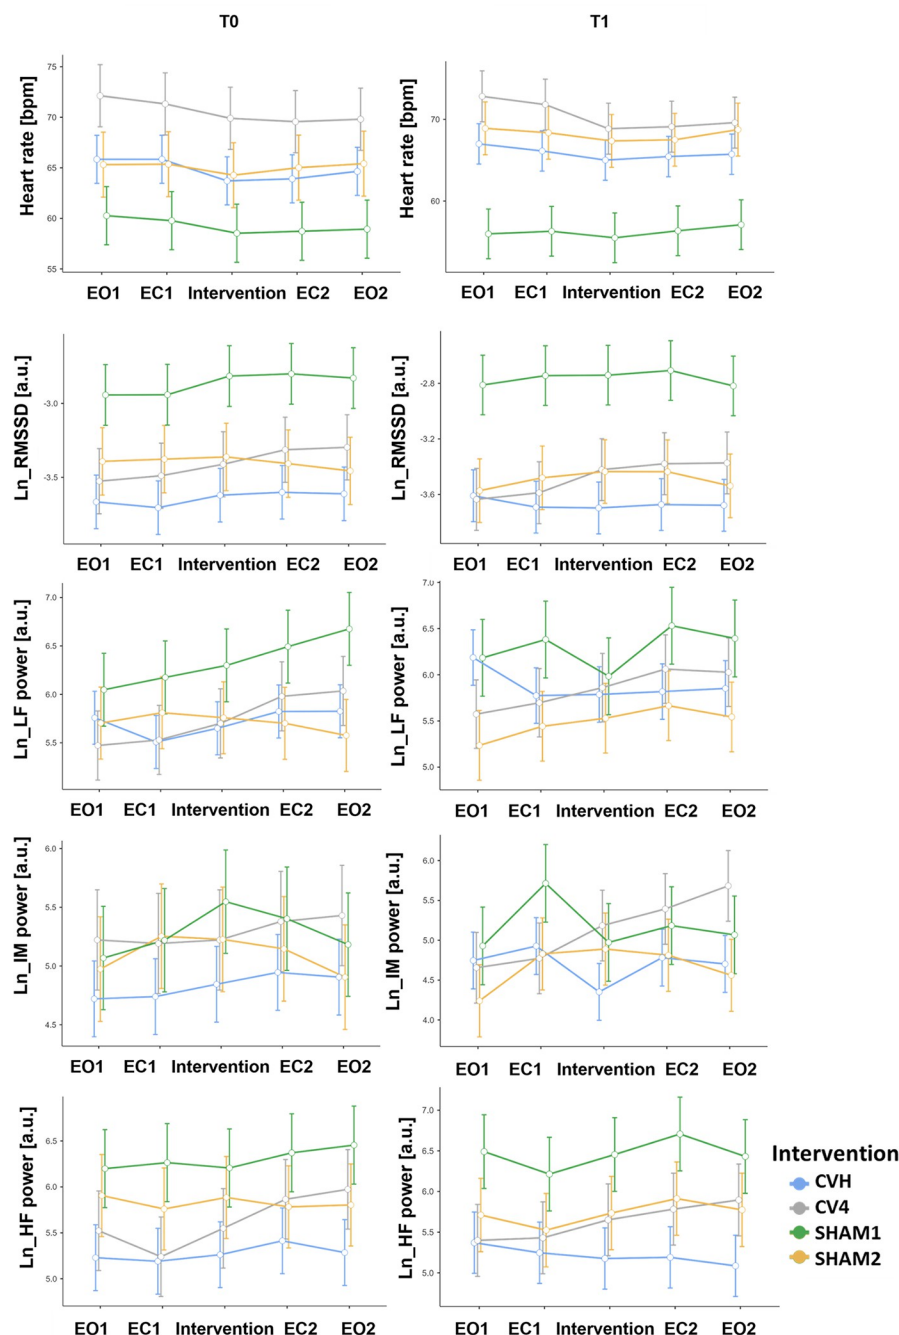 T0
T1
Heart rate [bpm]
75
70
65
60
55
EO1 EC1 Intervention EC2 EO2
Heart rate [bpm]
70
60
EO1 EC1 Intervention EC2 EO2
Ln_RMSSD [a.u.]
-3.0
-3.5
EO1 EC1 Intervention EC2 EO2
Ln_RMSSD [a.u.]
-2.8
-3.2
-3.6
EO1 EC1 Intervention EC2 EO2
Ln_LF power [a.u.]
7.0
6.5
6.0
5.5
EO1 EC1 Intervention EC2 EO2
Ln_LF power [a.u.]
7.0
6.5
6.0
5.5
5.0
EO1 EC1 Intervention EC2 EO2
Ln_IM power [a.u.]
6.0
5.5
5.0
4.5
EO1 EC1 Intervention EC2 EO2
Ln_IM power [a.u.]
6.0
5.5
5.0
4.5
4.0
EO1 EC1 Intervention EC2 EO2
Ln_HF power [a.u.]
6.5
6.0
5.5
5.0
EO1 EC1 Intervention EC2 EO2
Ln_HF power [a.u.]
7.0
6.5
6.0
5.5
5.0
EO1 EC1 Intervention EC2 EO2
Intervention
CVH
CV4
SHAM1
SHAM2